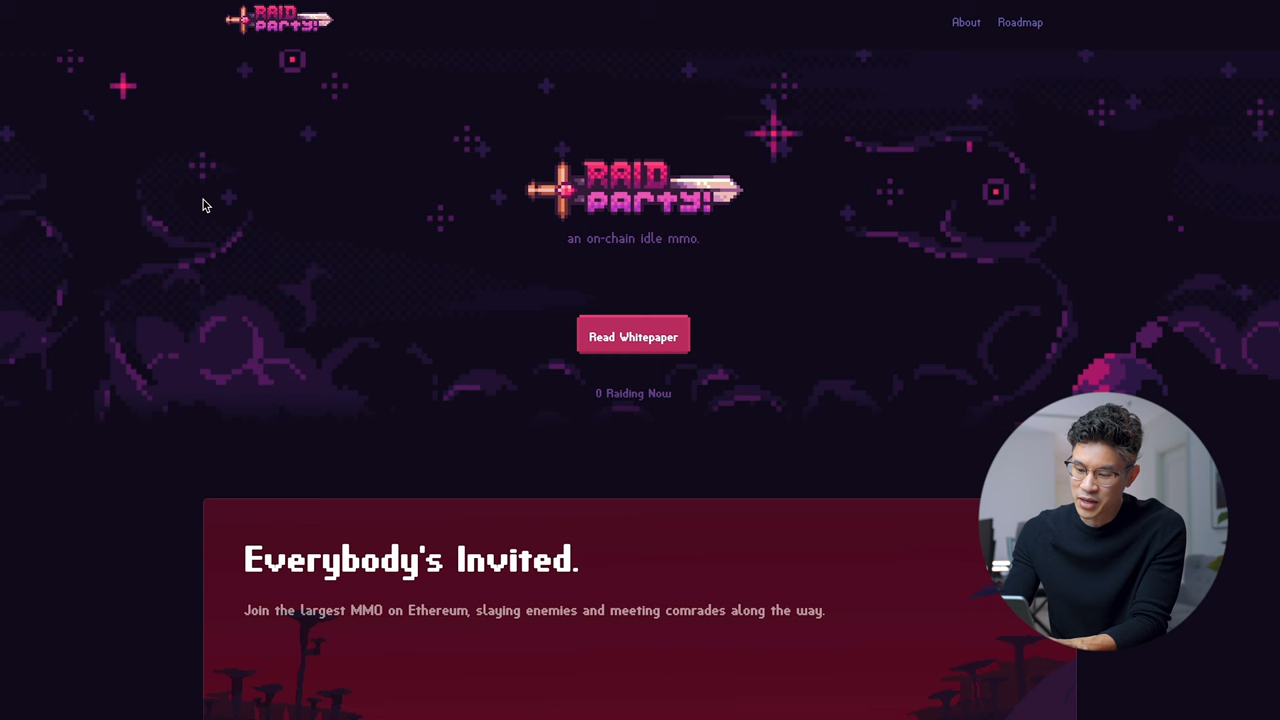 RAID
PARTY!
About
Roadmap
RAID
PARTY!
an on-chain idle mmo.
Read Whitepaper
0 Raiding Now
Everybody's Invited.
Join the largest MMO on Ethereum, slaying enemies and meeting comrades along the way.